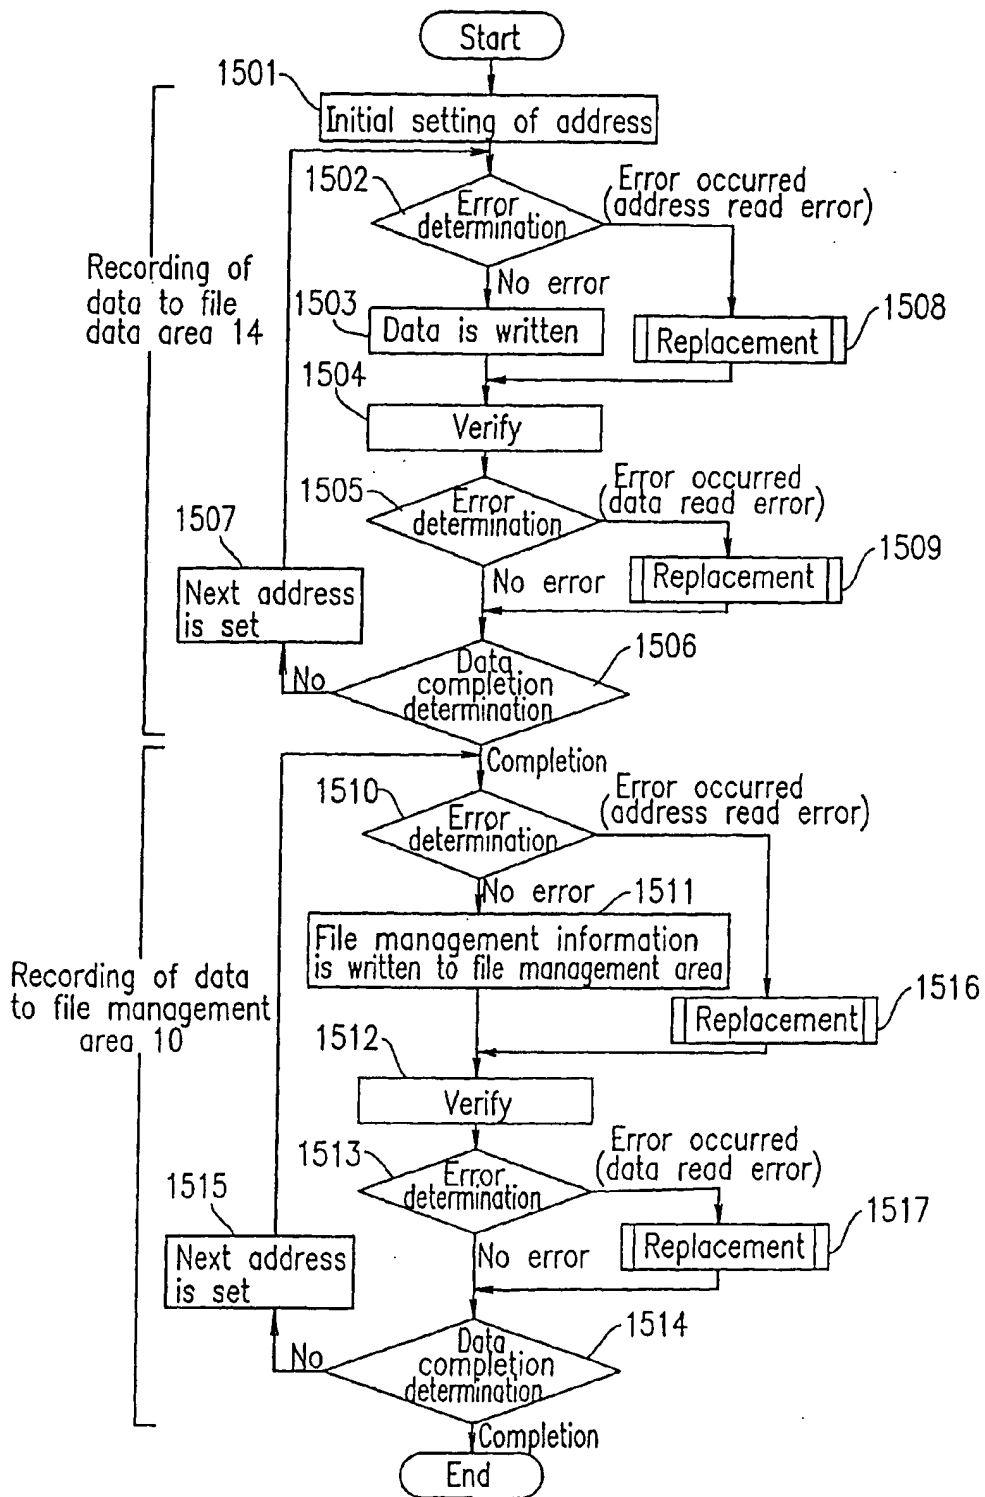 Start
1501
Initial setting of address
1502
Error
determination
Error occurred
(address read error)
No error
Recording of
data to file
data area 14
1503
Data is written
1508
Replacement
1504
Verify
1505
Error
determination
Error occurred
(data read error)
1507
Next address
is set
No error
1509
Replacement
1506
Data
completion
determination
No
Completion
1510
Error
determination
Error occurred
(address read error)
No error
1511
File management information
is written to file management area
Recording of data
to file management
area 10
1516
Replacement
1512
Verify
1513
Error
determination
Error occurred
(data read error)
1515
Next address
is set
No error
1517
Replacement
1514
Data
completion
determination
No
Completion
End